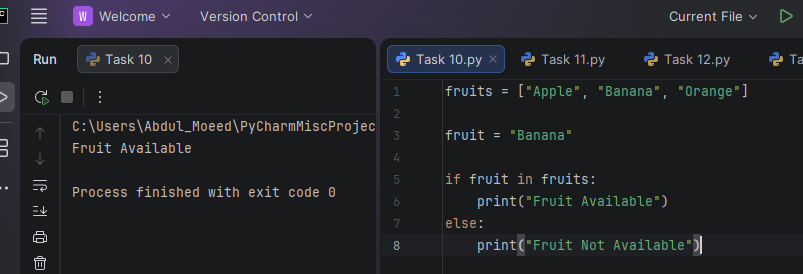 W Welcome Version Control Current File
Run Task 10
C:\Users\Abdul_Moeed\PyCharmMiscProjec
Fruit Available
Process finished with exit code 0
Task 10.py Task 11.py Task 12.py Ta
1 fruits = ["Apple", "Banana", "Orange"]
2
3 fruit = "Banana"
4
5 if fruit in fruits:
6     print("Fruit Available")
7 else:
8     print("Fruit Not Available")